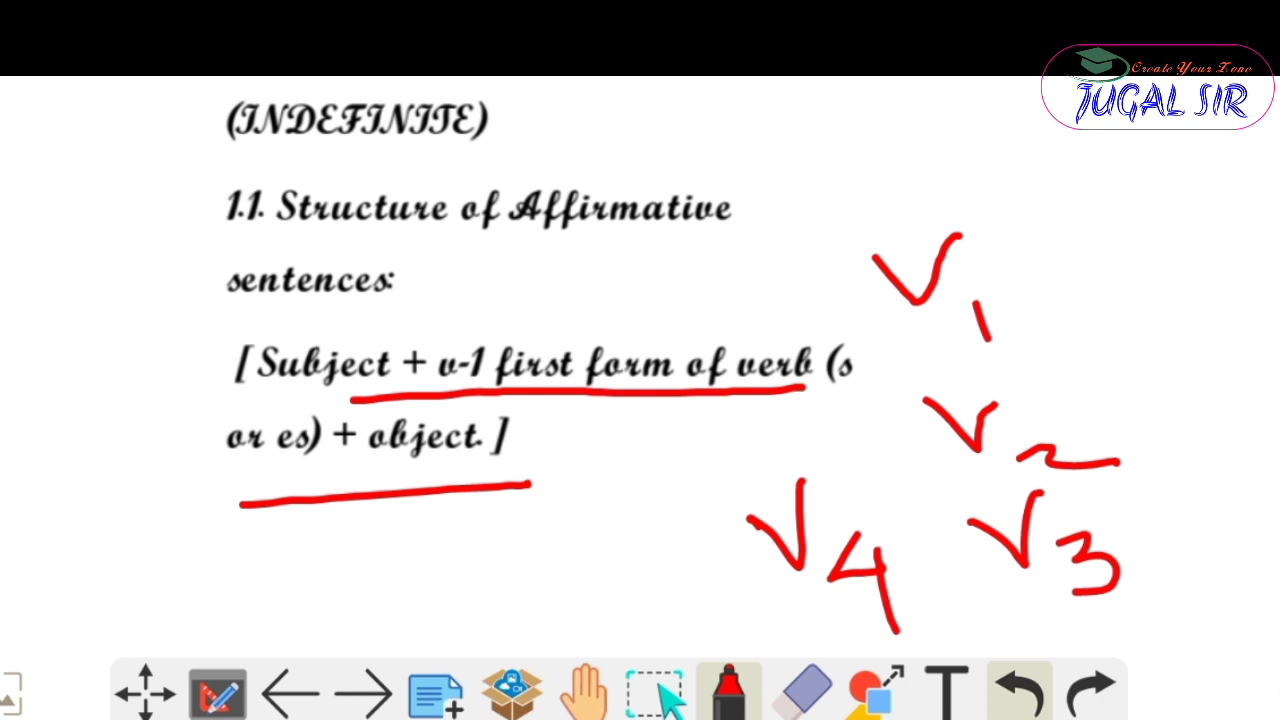 Create Your Zone
JUGAL SIR
(INDEFINITE)
1.1. Structure of Affirmative
sentences:
[ Subject + v-1 first form of verb (s
or es) + object. ]
V1
V2
V3
V4